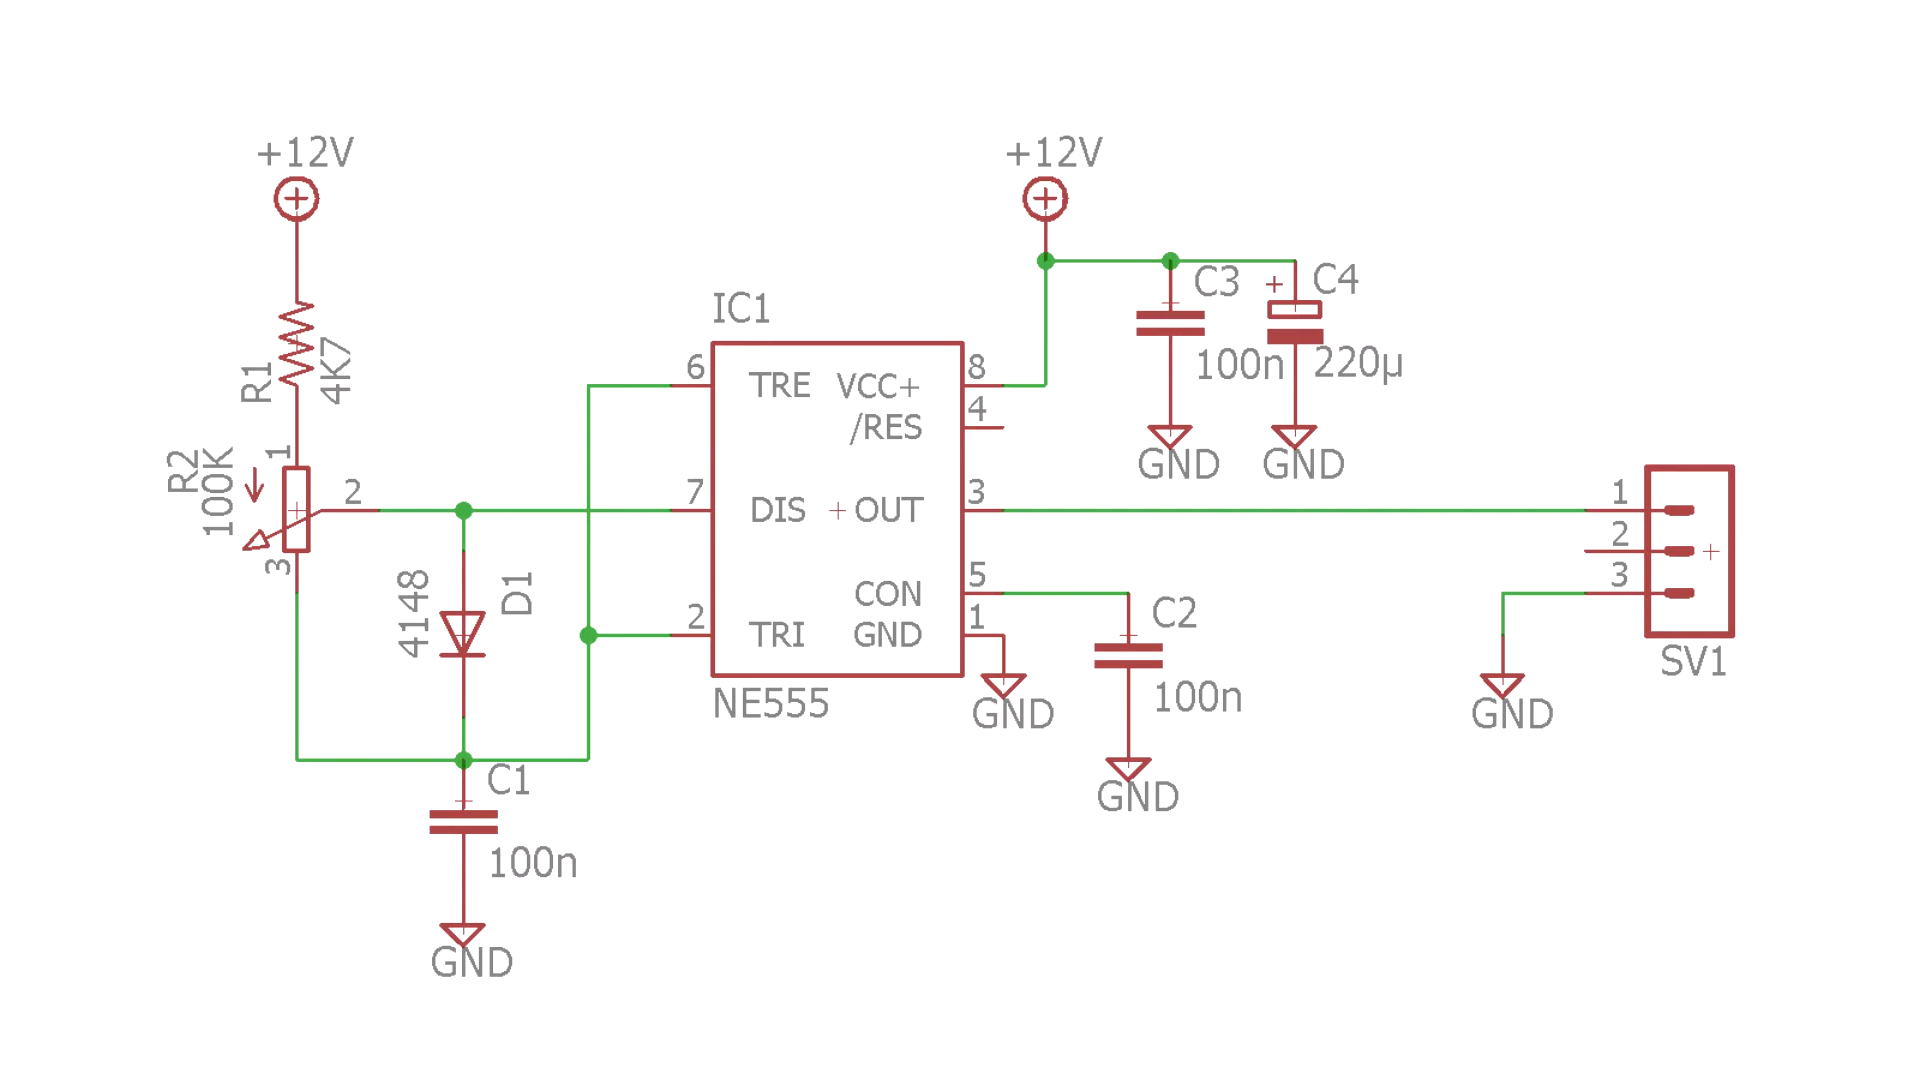 +12V
+12V
R1
4K7
R2
100K
1
2
3
4148
D1
C1
100n
GND
IC1
6
TRE
VCC+
8
/RES
4
7
DIS
+
OUT
3
CON
5
2
TRI
GND
1
NE555
GND
C2
100n
GND
C3
100n
GND
+
C4
220µ
GND
1
2
3
+
SV1
GND